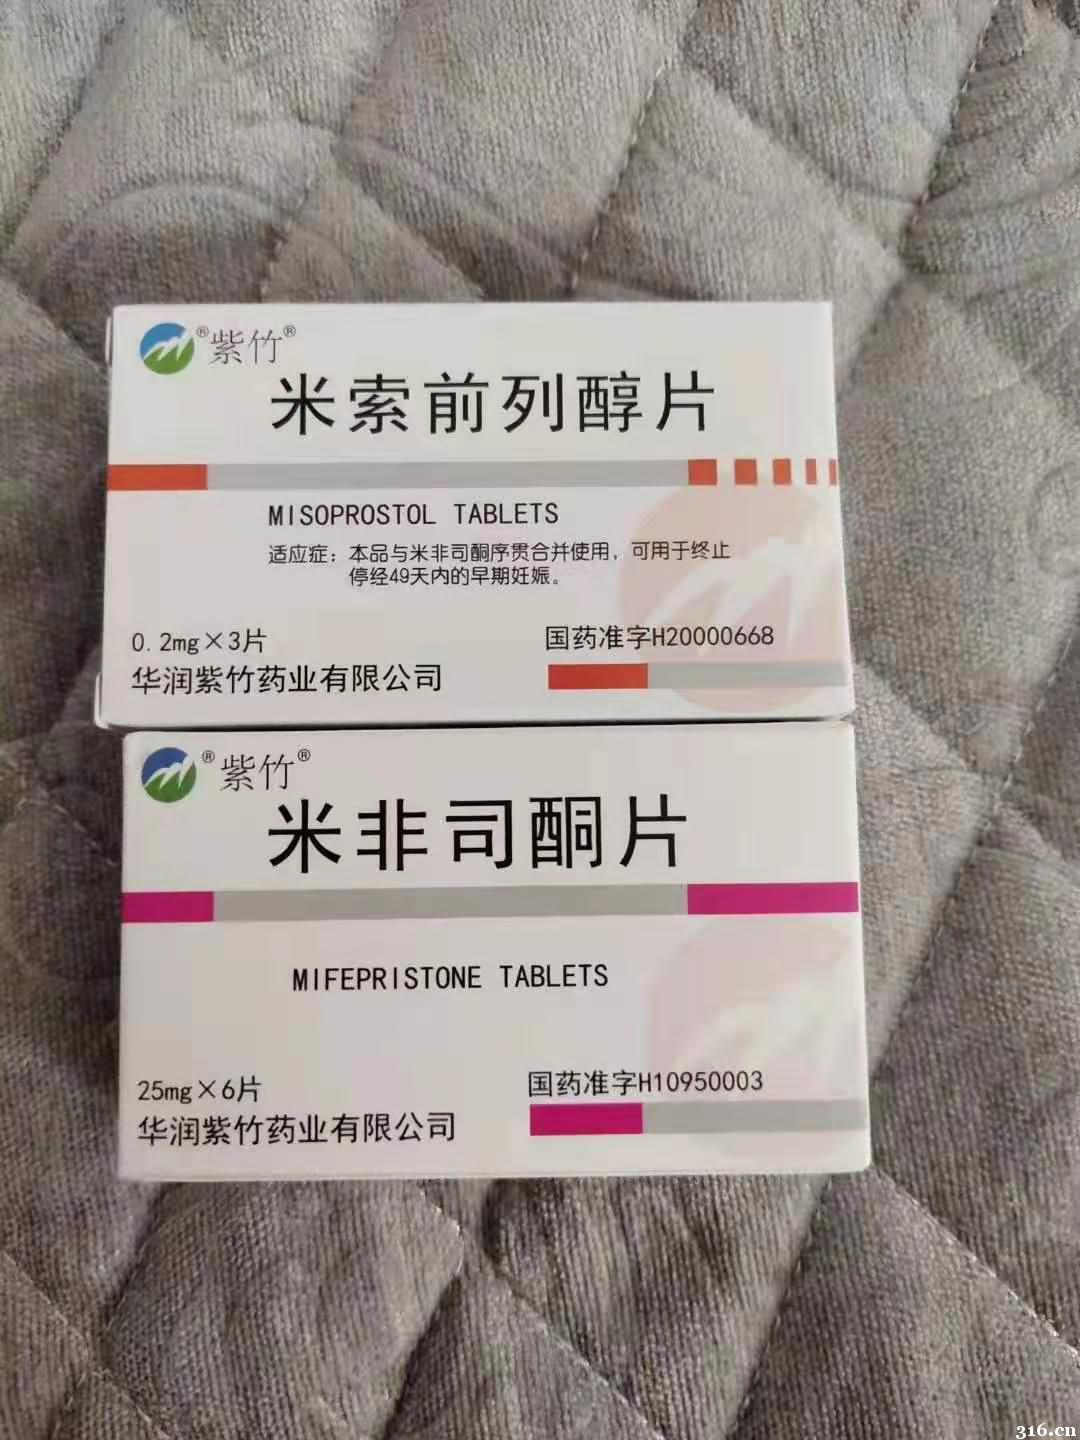 ®紫竹®
米索前列醇片
MISOPROSTOL TABLETS
适应症：本品与米非司酮序贯合并使用，可用于终止
停经49天内的早期妊娠。
0.2mg×3片
国药准字H20000668
华润紫竹药业有限公司
®紫竹®
米非司酮片
MIFEPRISTONE TABLETS
25mg×6片
国药准字H10950003
华润紫竹药业有限公司
316.cn